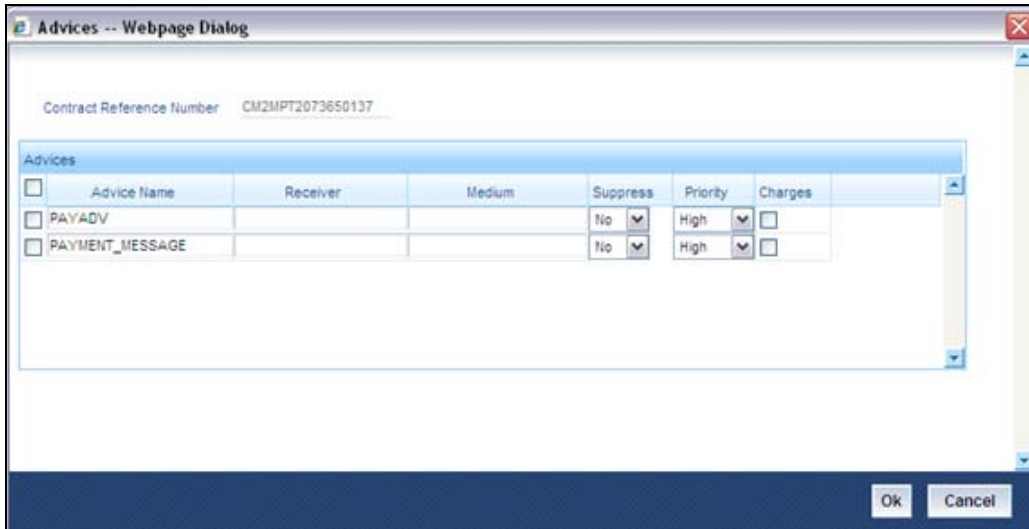 Advices -- Webpage Dialog
Contract Reference Number CM2MPT2073650137
Advices
Advice Name Receiver Medium Suppress Priority Charges
PAYADV No High
PAYMENT_MESSAGE No High
Ok Cancel